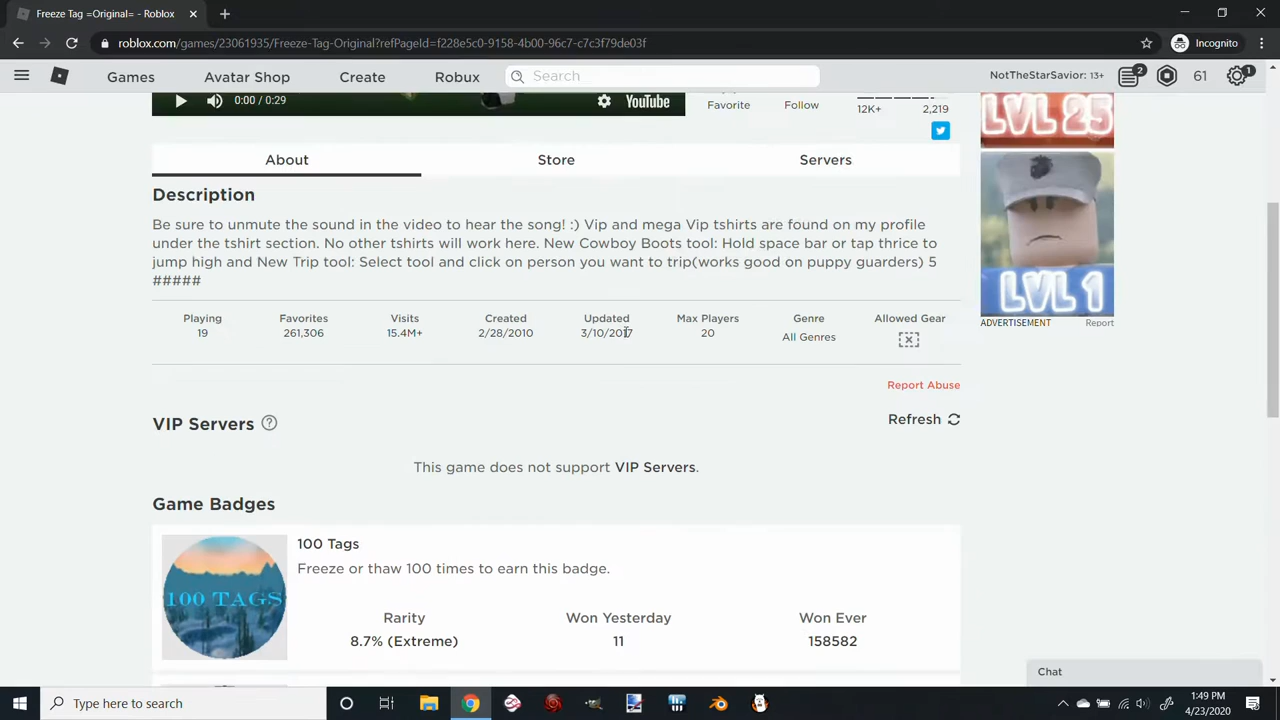 Freeze Tag =Original= - Roblox
roblox.com/games/23061935/Freeze-Tag-Original?refPageId=f228e5c0-9158-4b00-96c7-c7c3f79de03f
Incognito
Games
Avatar Shop
Create
Robux
Search
NotTheStarSavior: 13+
2
61
1
0:00 / 0:29
YouTube
Favorite
Follow
12K+
2,219
LVL 25
About
Store
Servers
Description
Be sure to unmute the sound in the video to hear the song! :) Vip and mega Vip tshirts are found on my profile
under the tshirt section. No other tshirts will work here. New Cowboy Boots tool: Hold space bar or tap thrice to
jump high and New Trip tool: Select tool and click on person you want to trip(works good on puppy guarders) 5
#####
LVL 1
ADVERTISEMENT
Report
Playing
Favorites
Visits
Created
Updated
Max Players
Genre
Allowed Gear
19
261,306
15.4M+
2/28/2010
3/10/2017
20
All Genres
Report Abuse
VIP Servers
Refresh
This game does not support VIP Servers.
Game Badges
100 TAGS
100 Tags
Freeze or thaw 100 times to earn this badge.
Rarity
Won Yesterday
Won Ever
8.7% (Extreme)
11
158582
Chat
Type here to search
1:49 PM
4/23/2020